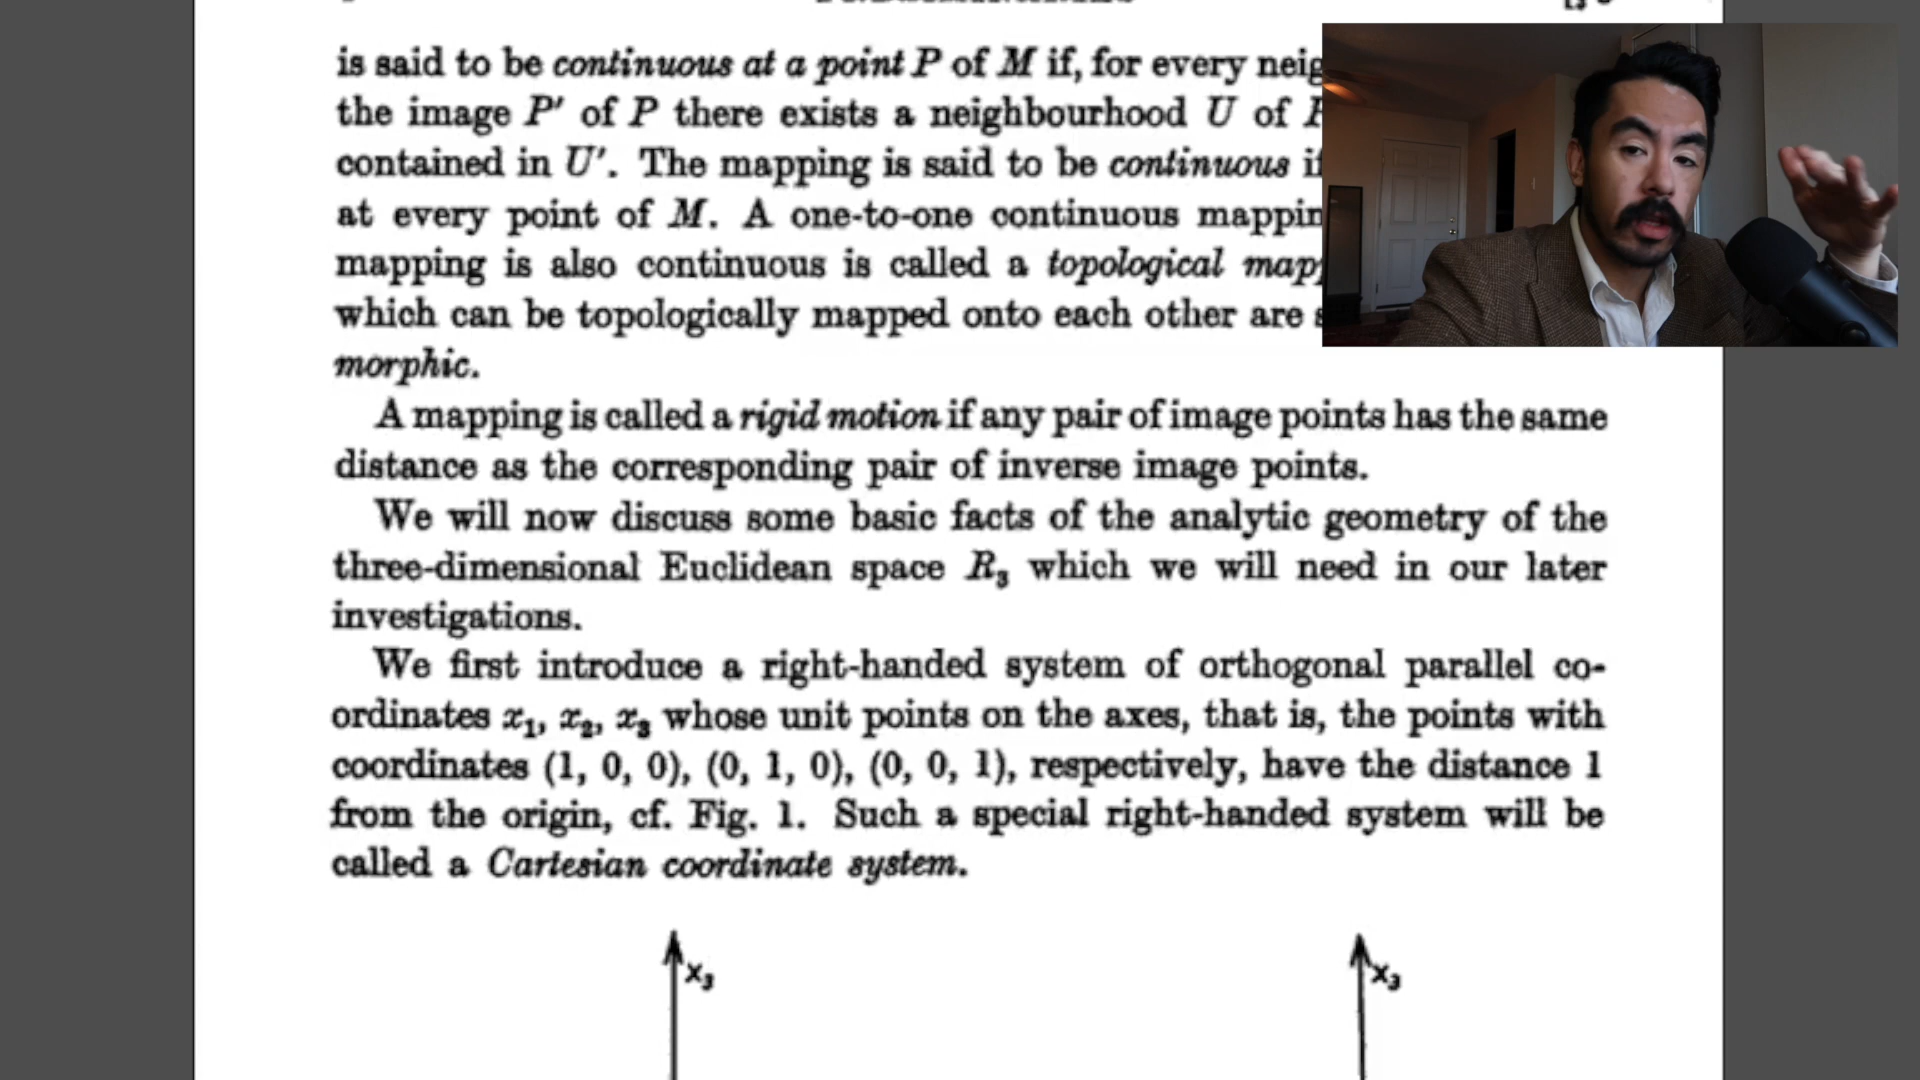 is said to be continuous at a point P of M if, for every
the image P′ of P there exists a neighbourhood U of
contained in U′. The mapping is said to be continuous
at every point of M. A one-to-one continuous
mapping is also continuous is called a topological
which can be topologically mapped onto each other are
morphic.
A mapping is called a rigid motion if any pair of image points has the same
distance as the corresponding pair of inverse image points.
We will now discuss some basic facts of the analytic geometry of the
three-dimensional Euclidean space R₃ which we will need in our later
investigations.
We first introduce a right-handed system of orthogonal parallel co-
ordinates x₁, x₂, x₃ whose unit points on the axes, that is, the points with
coordinates (1, 0, 0), (0, 1, 0), (0, 0, 1), respectively, have the distance 1
from the origin, cf. Fig. 1. Such a special right-handed system will be
called a Cartesian coordinate system.
x₃ x₃